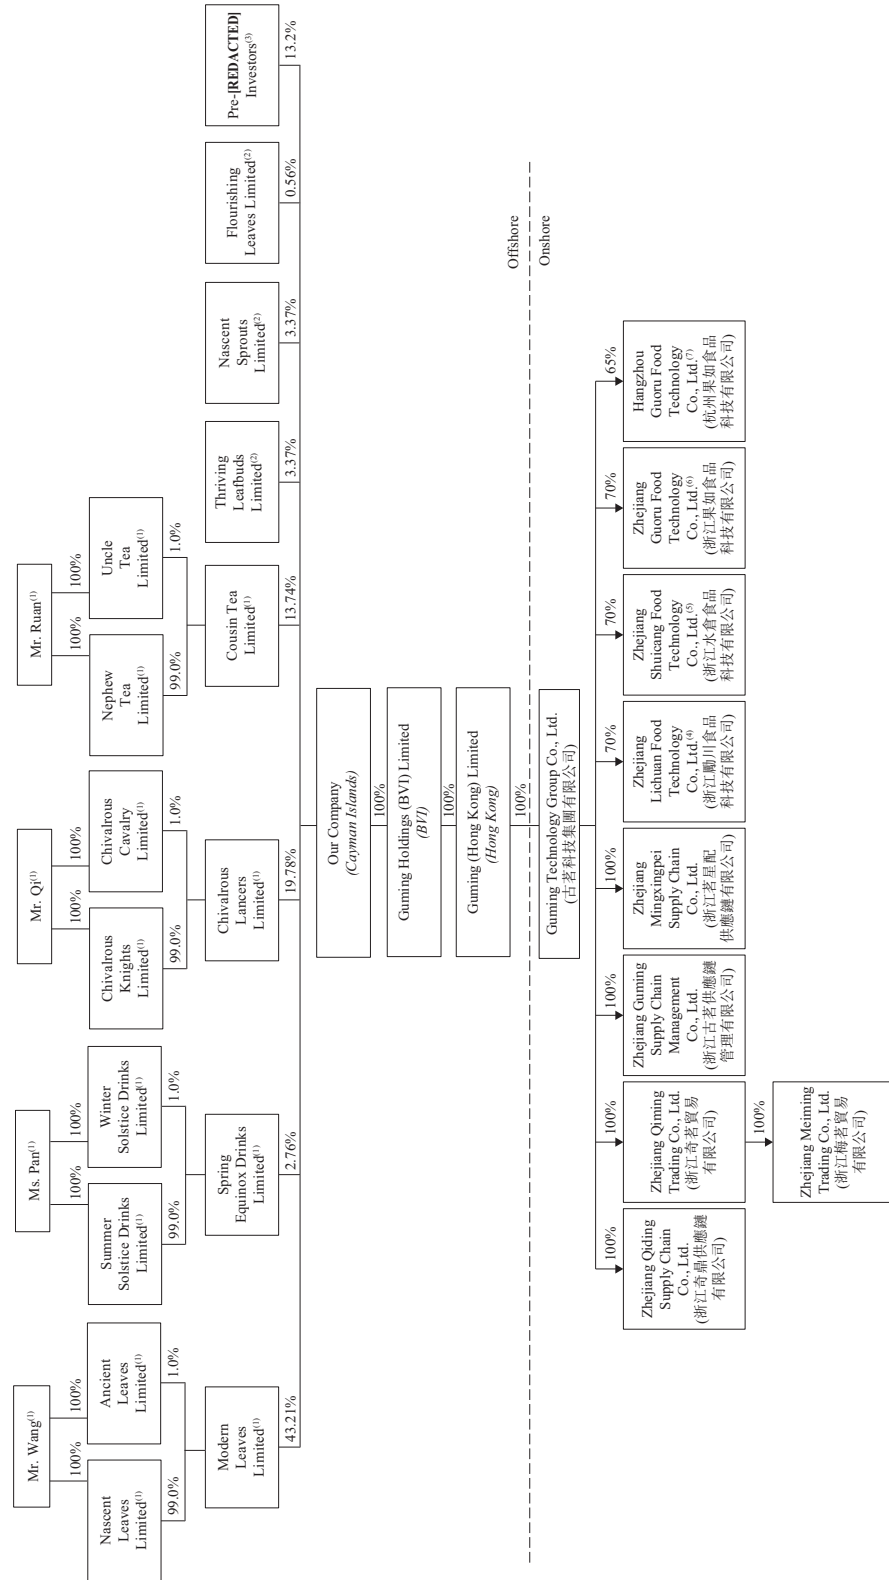 Mr. Wang(1)
Ms. Pan(1)
Mr. Qi(1)
Mr. Ruan(1)
100%
100%
100%
100%
100%
100%
100%
100%
Nascent
Leaves
Limited(1)
Ancient
Leaves
Limited(1)
Summer
Solstice Drinks
Limited(1)
Winter
Solstice Drinks
Limited(1)
Chivalrous
Knights
Limited(1)
Chivalrous
Cavalry
Limited(1)
Nephew
Tea
Limited(1)
Uncle
Tea
Limited(1)
99.0%
1.0%
99.0%
1.0%
99.0%
1.0%
99.0%
1.0%
Modern
Leaves
Limited(1)
Spring
Equinox Drinks
Limited(1)
Chivalrous
Lancers
Limited(1)
Cousin Tea
Limited(1)
Thriving
Leafbuds
Limited(2)
Nascent
Sprouts
Limited(2)
Flourishing
Leaves Limited(2)
Pre-[REDACTED]
Investors(3)
43.21%
2.76%
19.78%
13.74%
3.37%
3.37%
0.56%
13.2%
Our Company
(Cayman Islands)
100%
Guming Holdings (BVI) Limited
(BVI)
100%
Guming (Hong Kong) Limited
(Hong Kong)
100%
Offshore
Onshore
Guming Technology Group Co., Ltd.
(古茗科技集團有限公司)
100%
100%
100%
100%
70%
70%
70%
65%
Zhejiang Qiding
Supply Chain
Co., Ltd.
(浙江奇鼎供應鏈
有限公司)
Zhejiang Qiming
Trading Co., Ltd.
(浙江奇茗貿易
有限公司)
Zhejiang Guming
Supply Chain
Management
Co., Ltd.
(浙江古茗供應鏈
管理有限公司)
Zhejiang
Mingxingpei
Supply Chain
Co., Ltd.
(浙江茗星配
供應鏈有限公司)
Zhejiang
Lichuan Food
Technology
Co., Ltd.(4)
(浙江勵川食品
科技有限公司)
Zhejiang
Shuicang Food
Technology
Co., Ltd.(5)
(浙江水倉食品
科技有限公司)
Zhejiang
Guoru Food
Technology
Co., Ltd.(6)
(浙江果如食品
科技有限公司)
Hangzhou
Guoru Food
Technology
Co., Ltd.(7)
(杭州果如食品
科技有限公司)
100%
Zhejiang Meiming
Trading Co., Ltd.
(浙江梅茗貿易
有限公司)